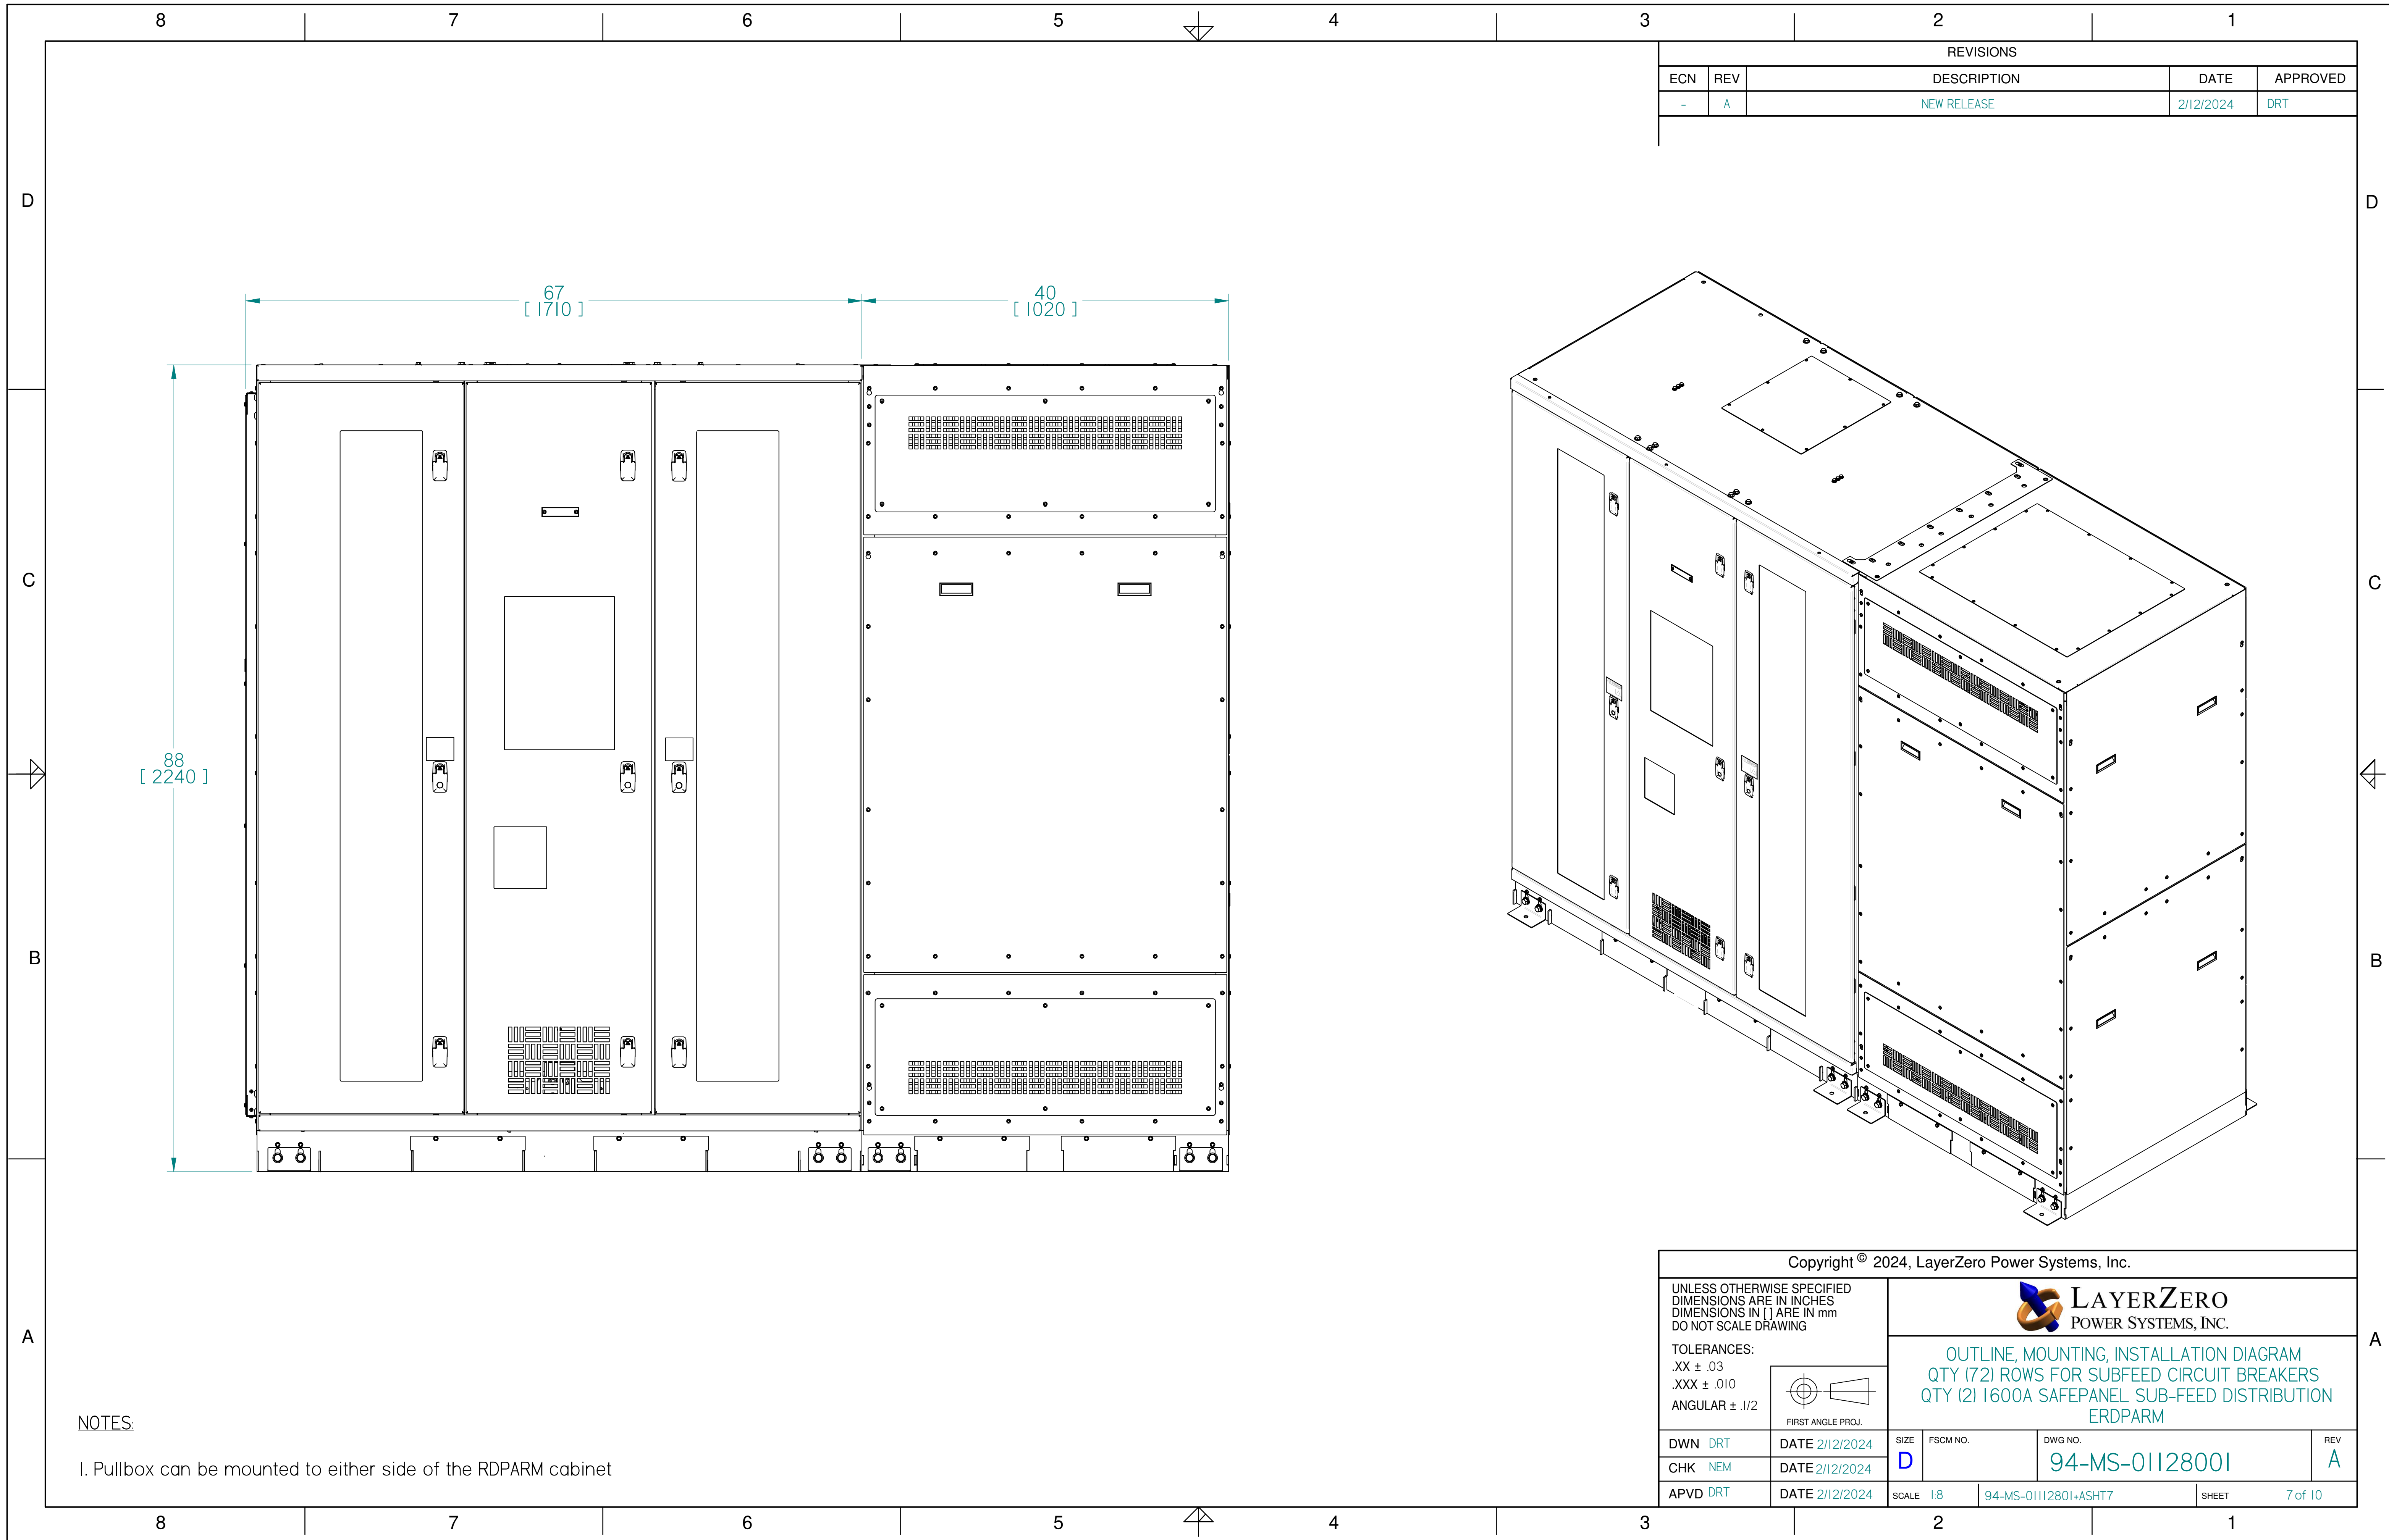 8 7 6 5 4 3 2 1
REVISIONS
ECN REV DESCRIPTION DATE APPROVED
- A NEW RELEASE 2/12/2024 DRT
D D
67 40
[ 1710 ] [ 1020 ]
C C
88
[ 2240 ]
B B
Copyright © 2024, LayerZero Power Systems, Inc.
UNLESS OTHERWISE SPECIFIED
DIMENSIONS ARE IN INCHES
DIMENSIONS IN [ ] ARE IN mm
DO NOT SCALE DRAWING
TOLERANCES:
.XX ± .03
.XXX ± .010
ANGULAR ± .1/2
FIRST ANGLE PROJ.
LAYERZERO
POWER SYSTEMS, INC.
A A
OUTLINE, MOUNTING, INSTALLATION DIAGRAM
QTY (72) ROWS FOR SUBFEED CIRCUIT BREAKERS
QTY (2) 1600A SAFEPANEL SUB-FEED DISTRIBUTION
ERDPARM
DWN DRT DATE 2/12/2024
CHK NEM DATE 2/12/2024
APVD DRT DATE 2/12/2024
SIZE FSCM NO. DWG NO. REV
D 94-MS-01128001 A
SCALE 1:8 94-MS-01112801+ASHT7 SHEET 7 of 10
NOTES:
1. Pullbox can be mounted to either side of the RDPARM cabinet
8 7 6 5 4 3 2 1